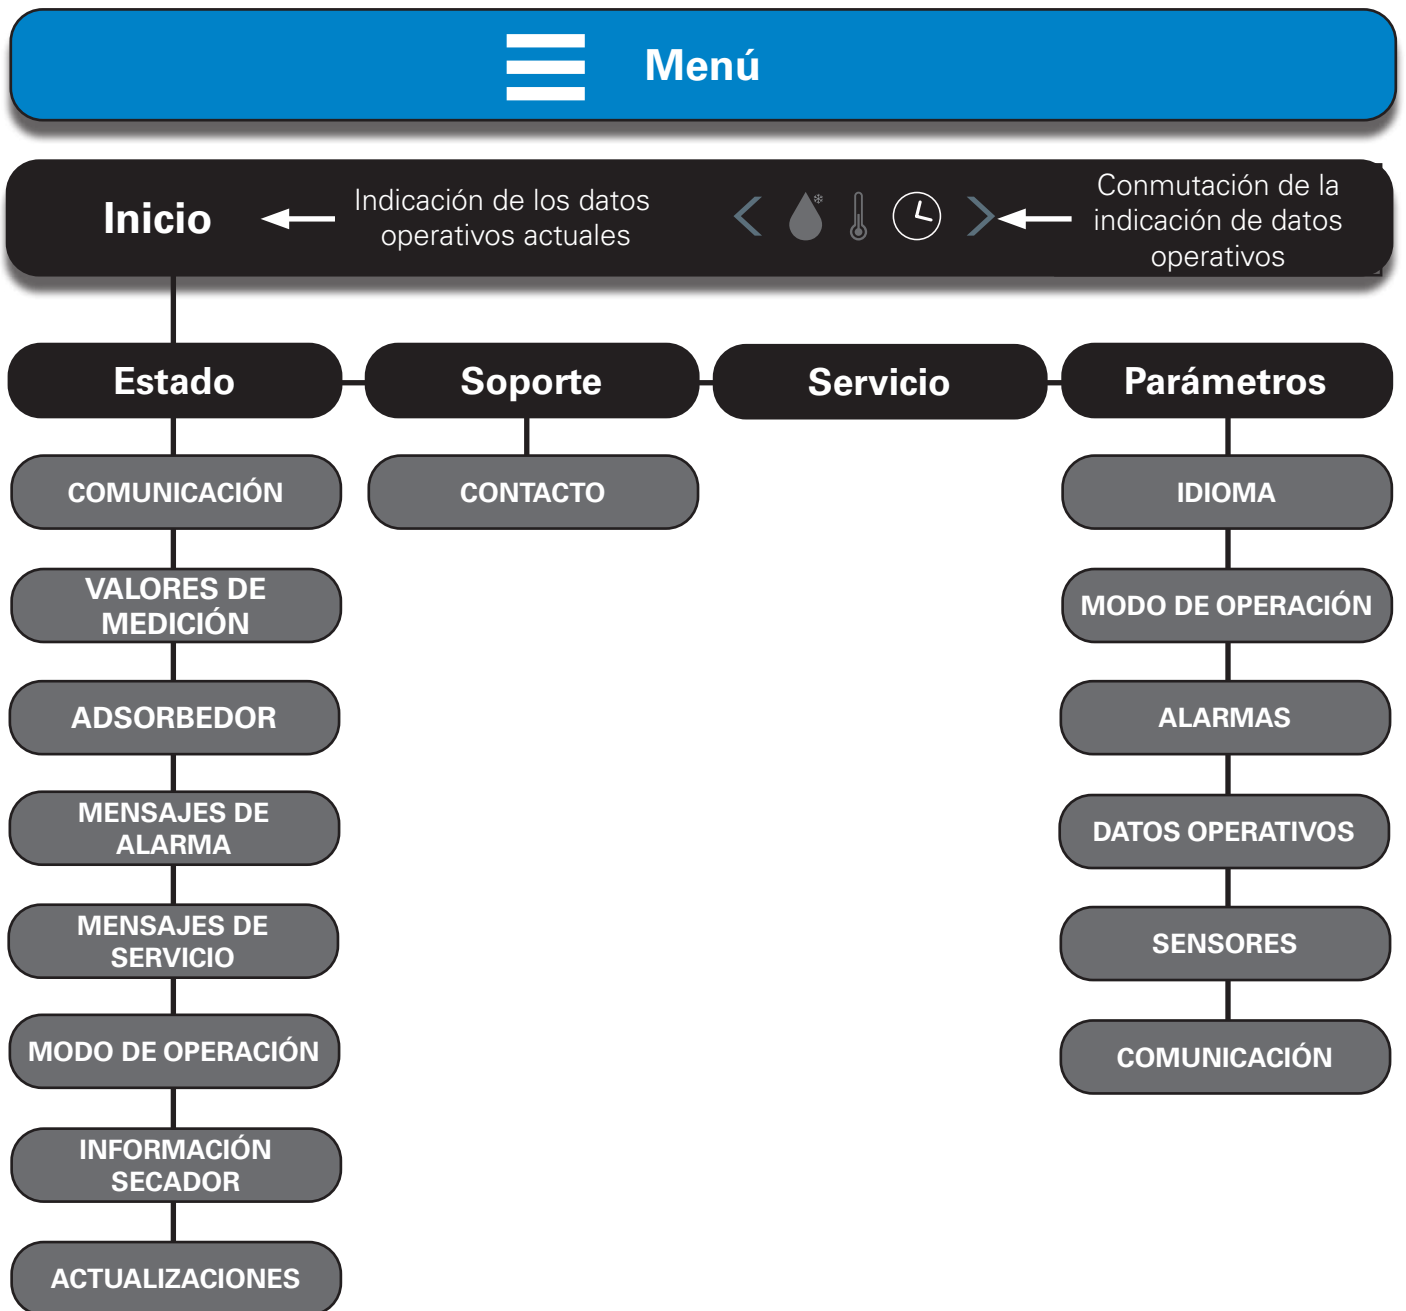 Menú
Inicio
Indicación de los datos
operativos actuales
Conmutación de la
indicación de datos
operativos
Estado
Soporte
Servicio
Parámetros
COMUNICACIÓN
VALORES DE
MEDICIÓN
ADSORBEDOR
MENSAJES DE
ALARMA
MENSAJES DE
SERVICIO
MODO DE OPERACIÓN
INFORMACIÓN
SECADOR
ACTUALIZACIONES
CONTACTO
IDIOMA
MODO DE OPERACIÓN
ALARMAS
DATOS OPERATIVOS
SENSORES
COMUNICACIÓN